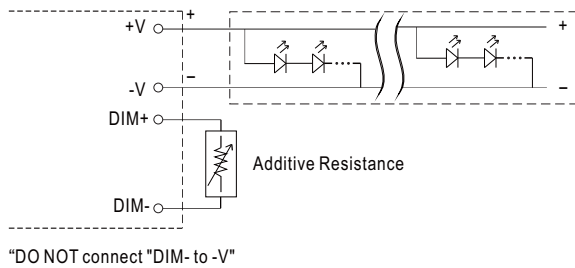 +V + +
-V − −
DIM+
Additive Resistance
DIM-
“DO NOT connect "DIM- to -V"